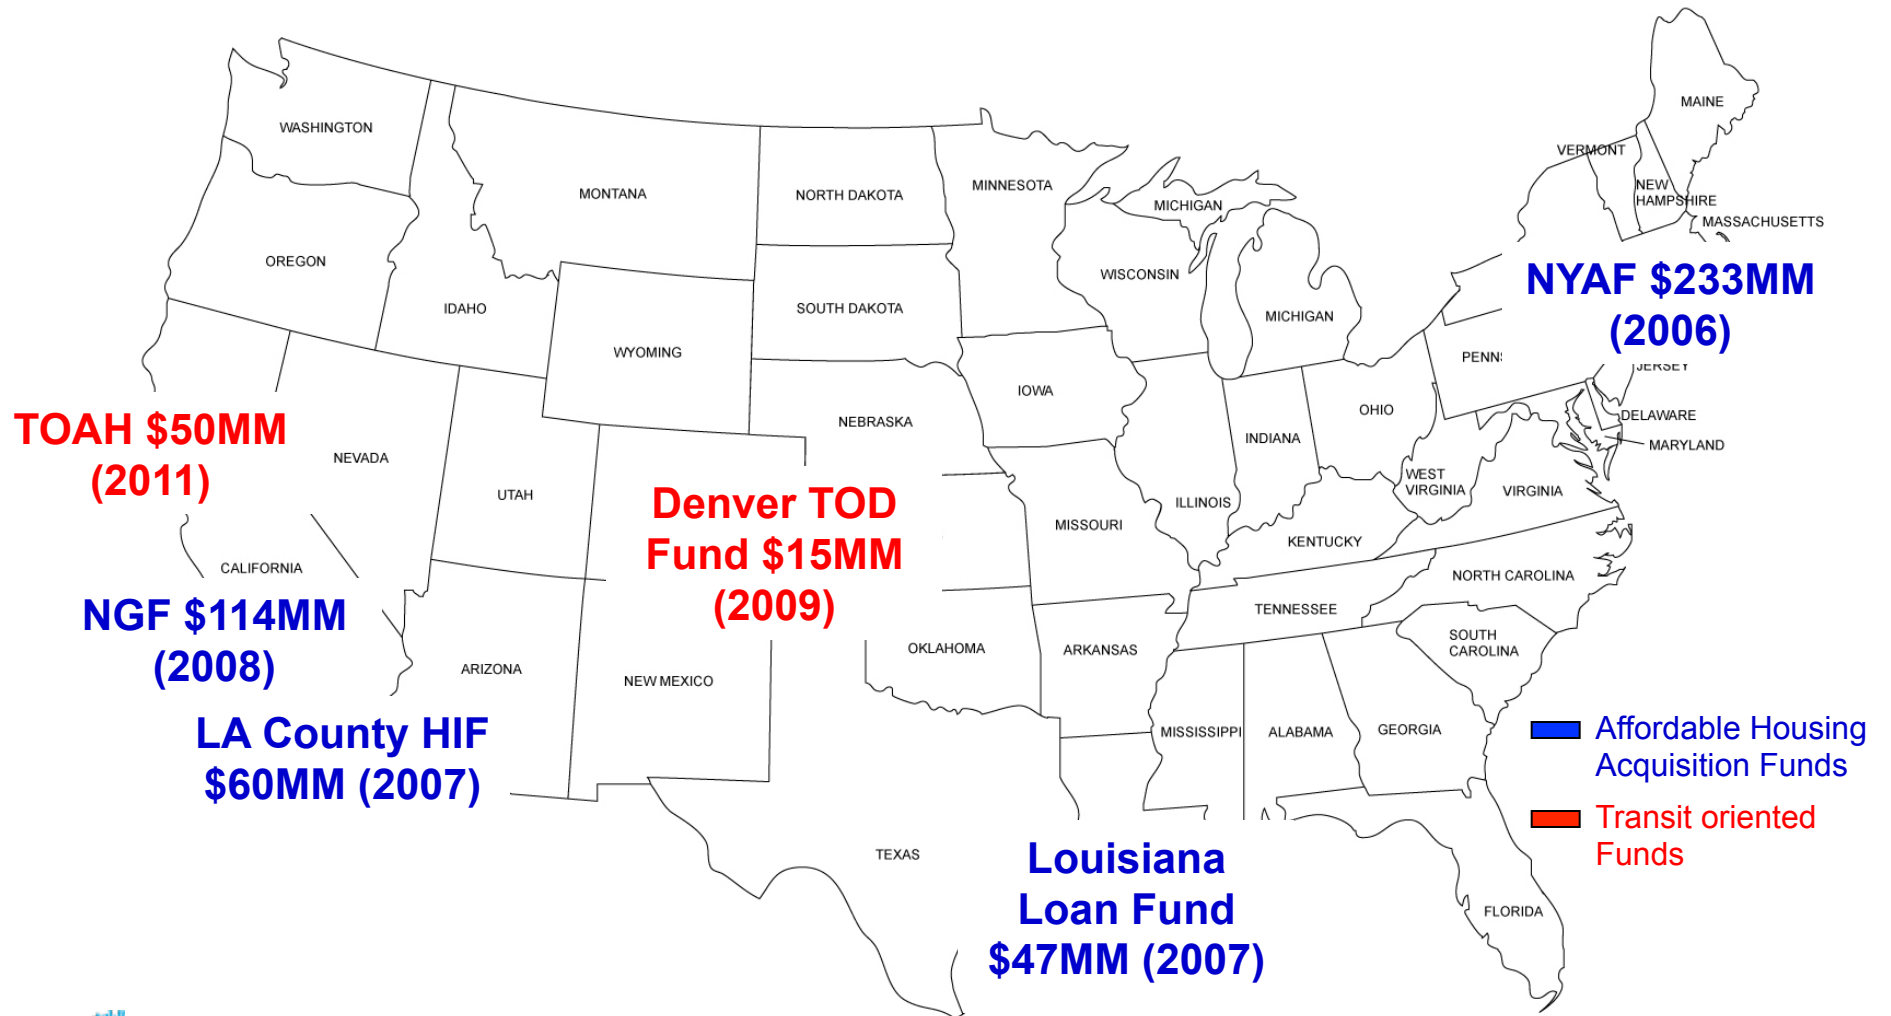 MAINE
WASHINGTON
VERMONT
MINNESOTA
MONTANA
NORTH DAKOTA
NEW
HAMPSHIRE
MICHIGAN
MASSACHUSETTS
OREGON
WISCONSIN
NYAF $233MM
(2006)
IDAHO
SOUTH DAKOTA
MICHIGAN
WYOMING
PENN
JERSEY
IOWA
OHIO
DELAWARE
NEBRASKA
TOAH $50MM
(2011)
INDIANA
MARYLAND
NEVADA
UTAH
WEST
VIRGINIA
VIRGINIA
ILLINOIS
Denver TOD
Fund $15MM
(2009)
MISSOURI
KENTUCKY
CALIFORNIA
NORTH CAROLINA
TENNESSEE
NGF $114MM
(2008)
SOUTH
CAROLINA
OKLAHOMA
ARKANSAS
ARIZONA
NEW MEXICO
LA County HIF
$60MM (2007)
MISSISSIPPI
ALABAMA
GEORGIA
Affordable Housing
Acquisition Funds
Transit oriented
Funds
TEXAS
Louisiana
Loan Fund
$47MM (2007)
FLORIDA